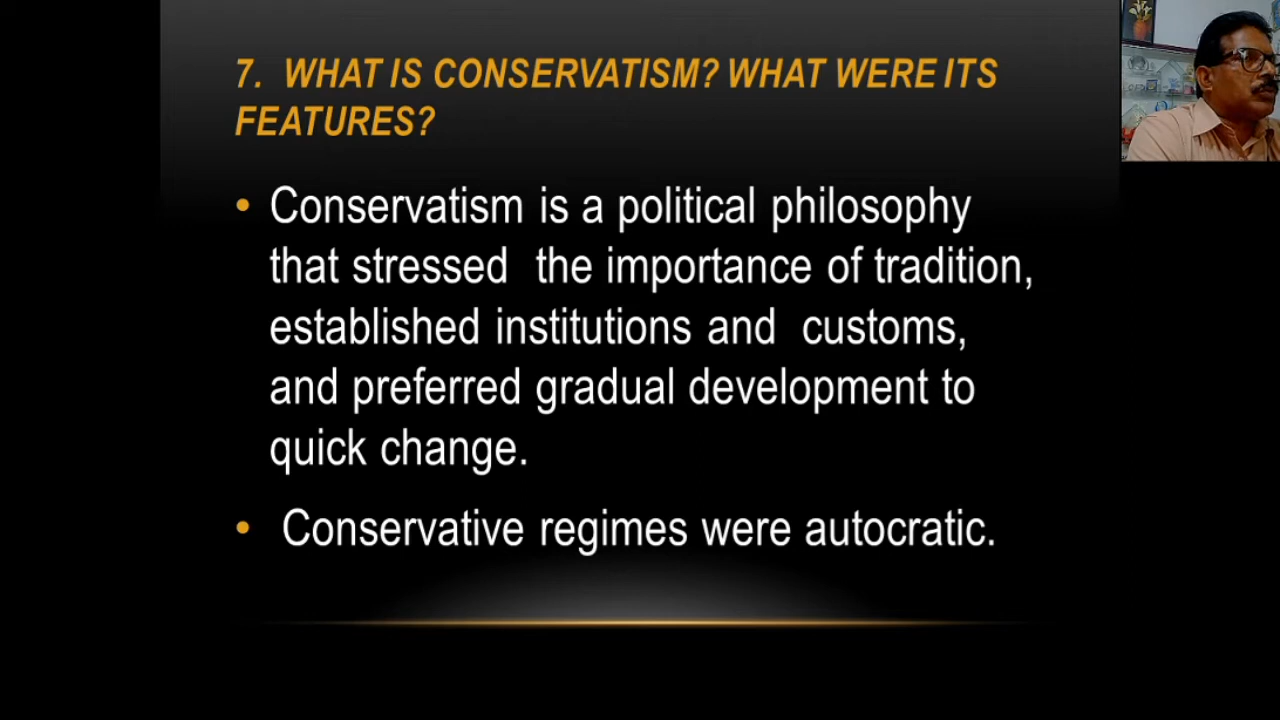 7. WHAT IS CONSERVATISM? WHAT WERE ITS
FEATURES?
• Conservatism is a political philosophy
that stressed the importance of tradition,
established institutions and customs,
and preferred gradual development to
quick change.
• Conservative regimes were autocratic.